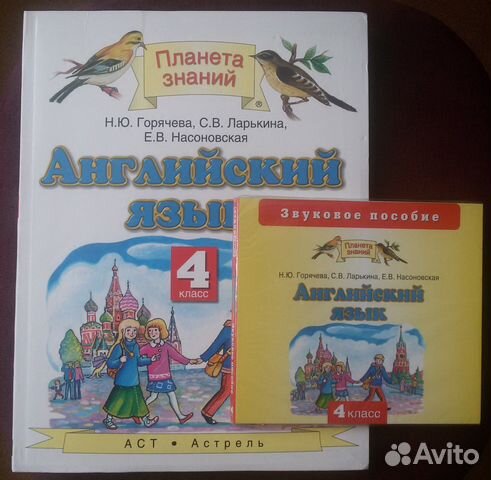 Планета
знаний
®
Н.Ю. Горячева, С.В. Ларькина,
Е.В. Насоновская
Английский
язык
4
класс
АСТ • Астрель
Звуковое пособие
Планета
знаний
Н.Ю. Горячева, С.В. Ларькина, Е.В. Насоновская
Английский
язык
4 класс
Avito